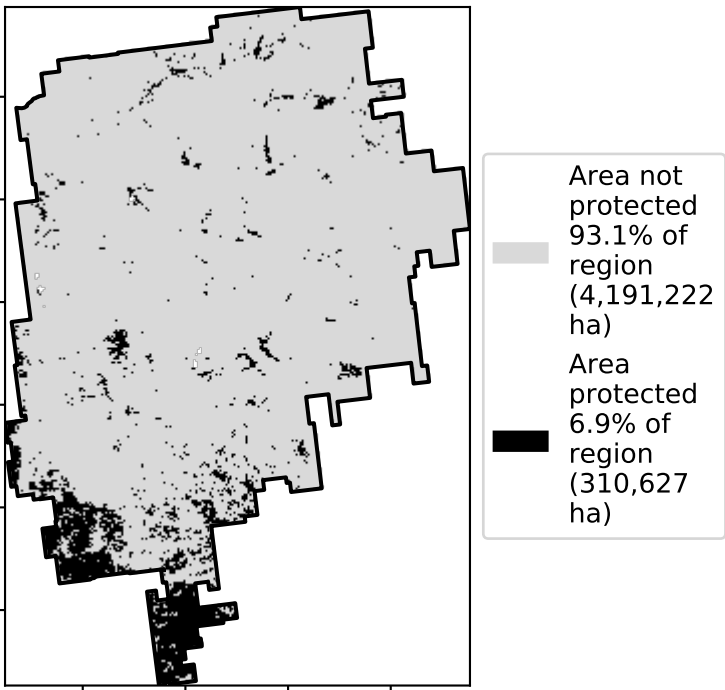 Area not
protected
93.1% of
region
(4,191,222
ha)
Area
protected
6.9% of
region
(310,627
ha)